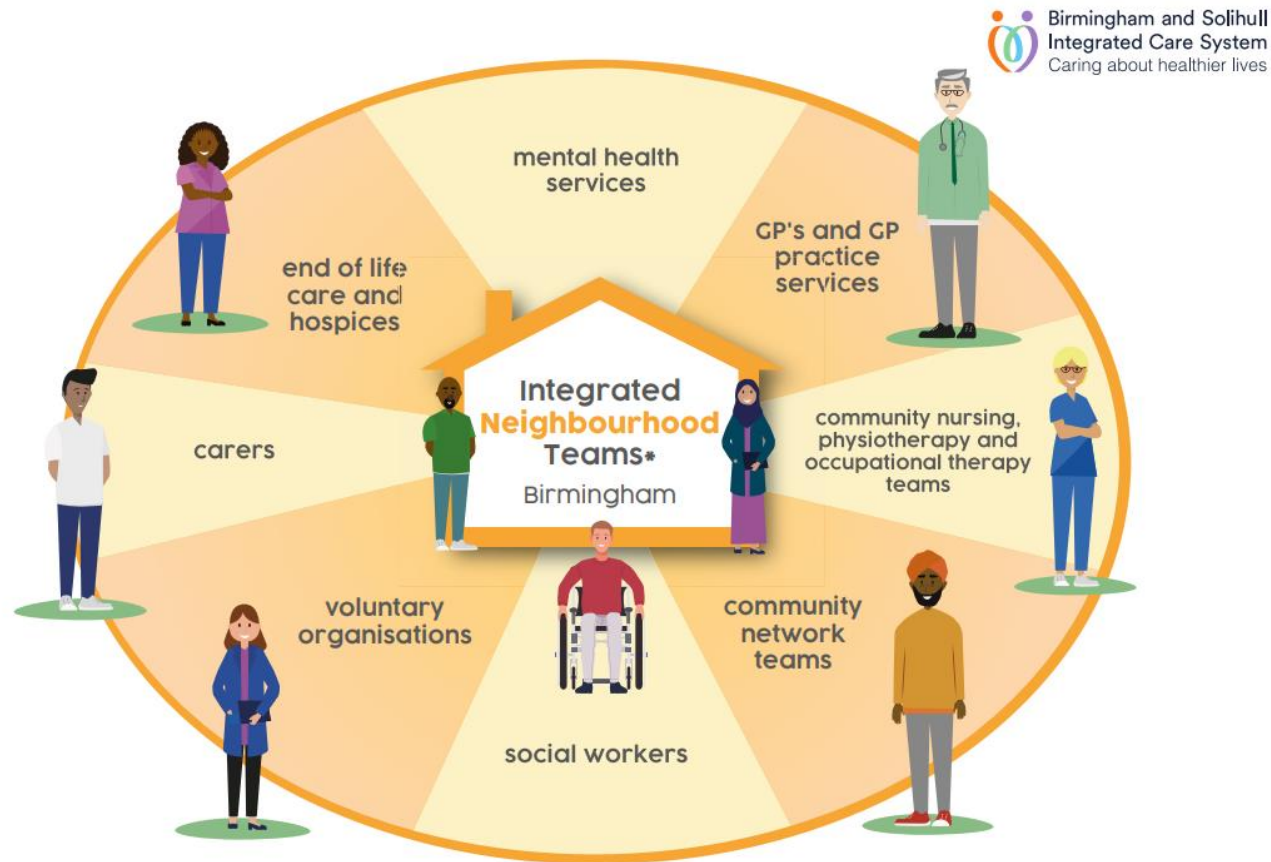 Birmingham and Solihull
Integrated Care System
Caring about healthier lives
mental health
services
GP's and GP
practice
services
end of life
care and
hospices
Integrated
Neighbourhood
Teams*
Birmingham
community nursing,
physiotherapy and
occupational therapy
teams
carers
voluntary
organisations
community
network
teams
social workers